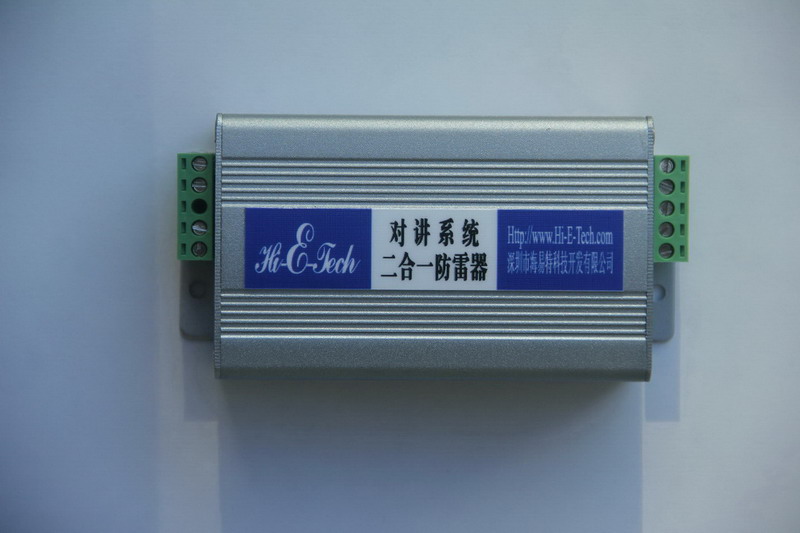 Hi-E-Tech
对讲系统
二合一防雷器
Http://www.Hi-E-Tech.com
深圳市海易特科技开发有限公司